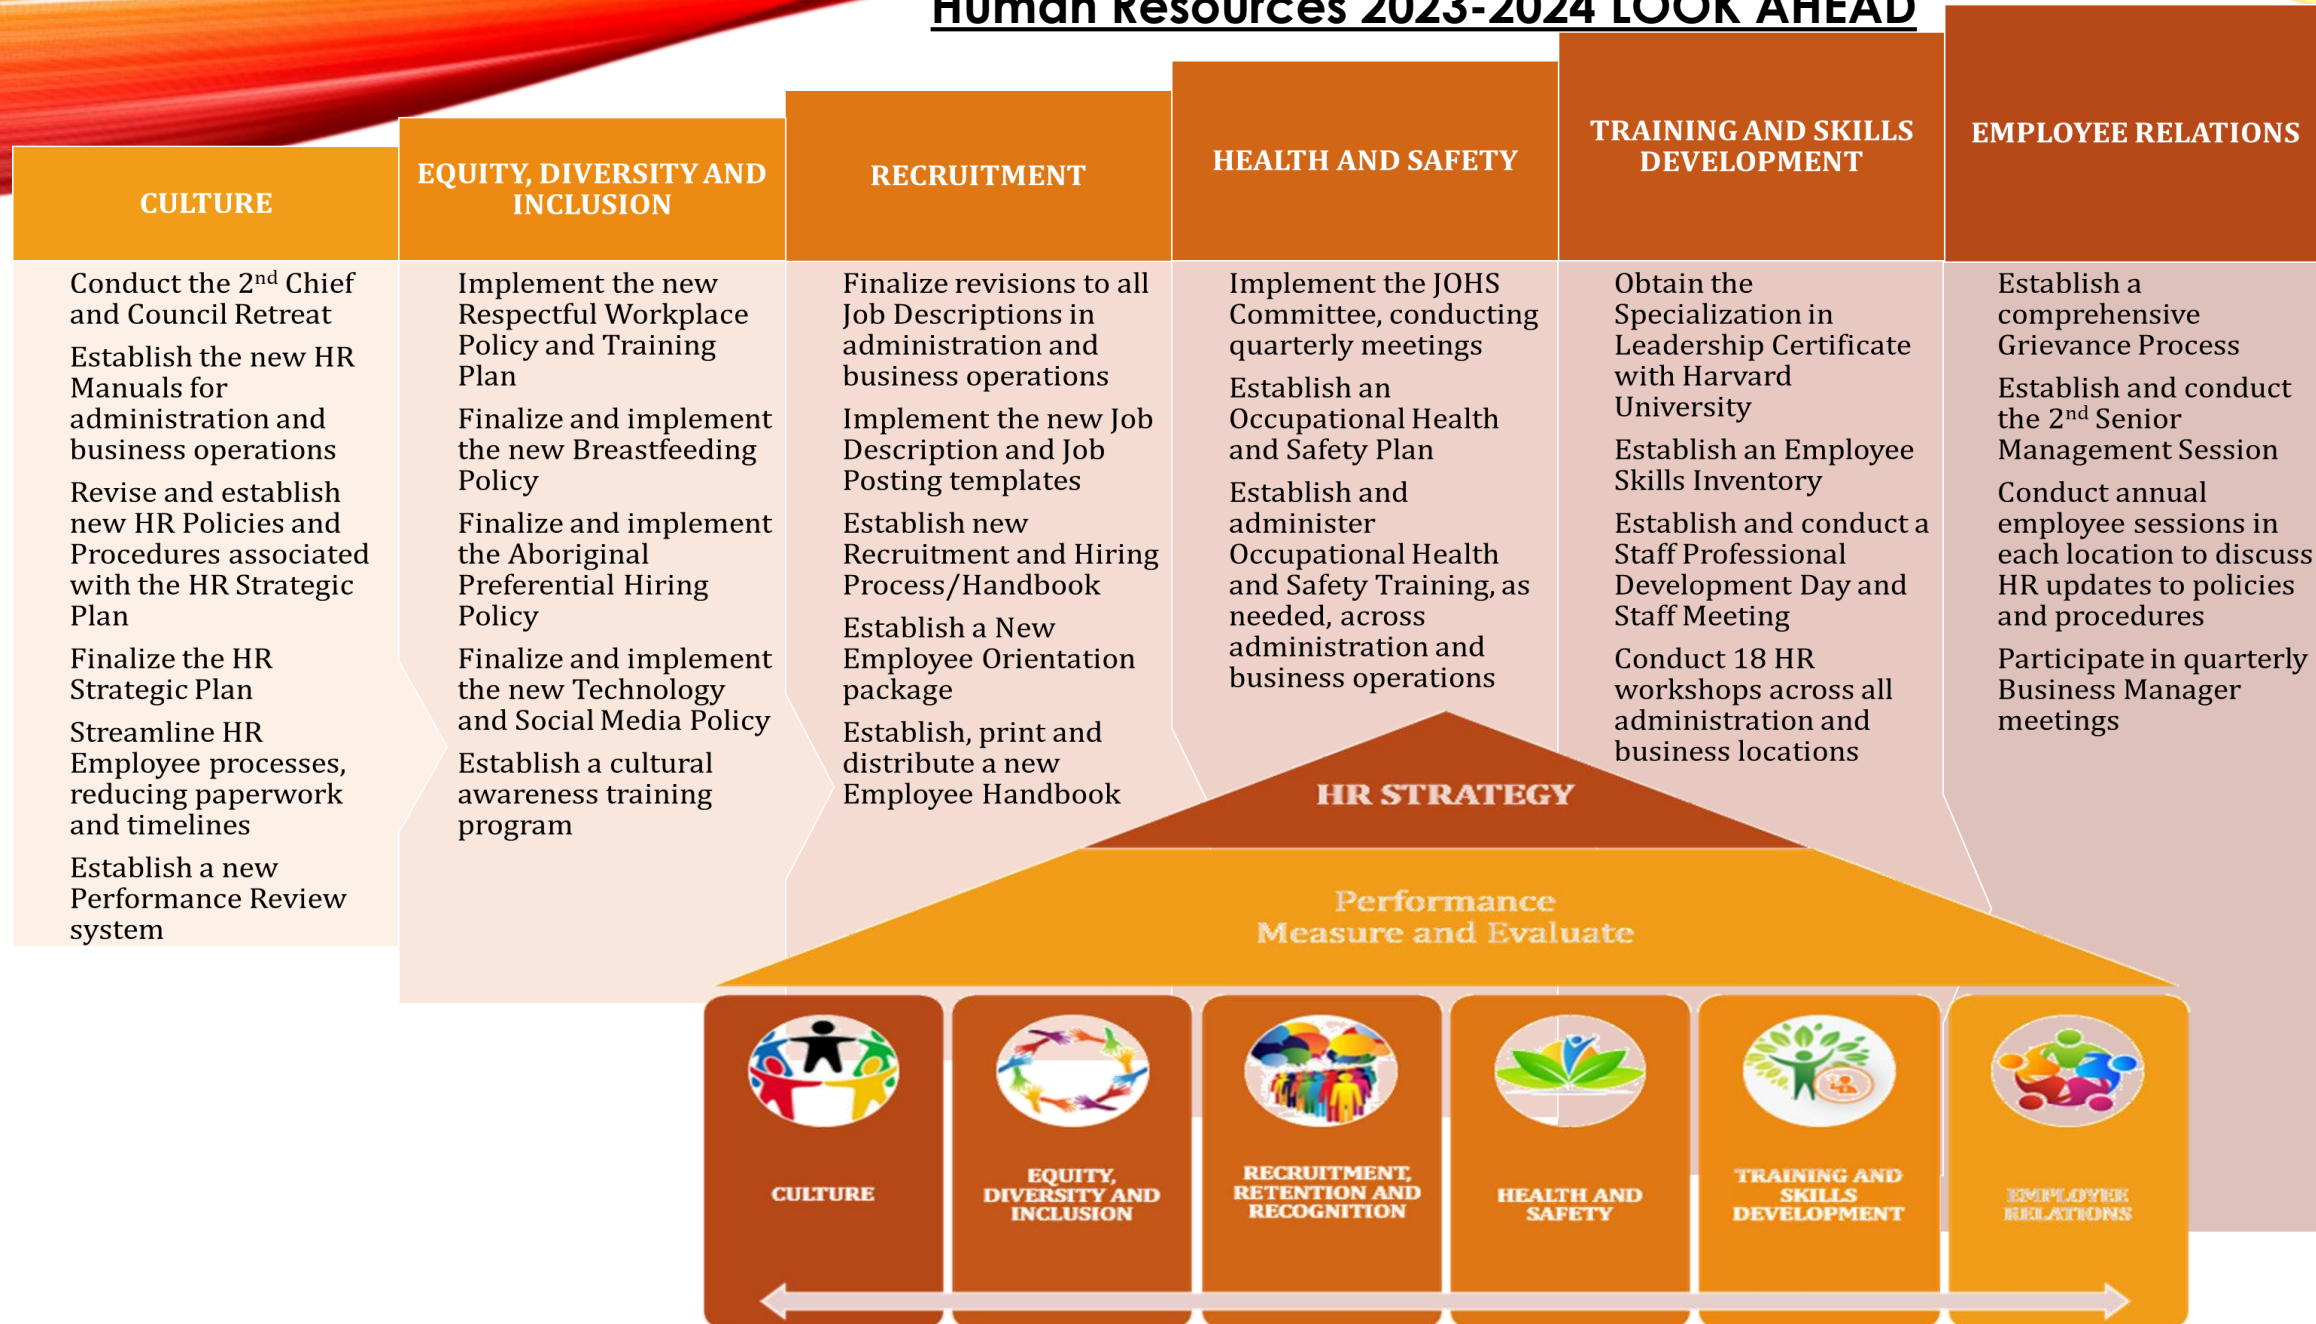 Human Resources 2023-2024 LOOK AHEAD
CULTURE
Conduct the 2nd Chief
and Council Retreat
Establish the new HR
Manuals for
administration and
business operations
Revise and establish
new HR Policies and
Procedures associated
with the HR Strategic
Plan
Finalize the HR
Strategic Plan
Streamline HR
Employee processes,
reducing paperwork
and timelines
Establish a new
Performance Review
system
EQUITY, DIVERSITY AND
INCLUSION
Implement the new
Respectful Workplace
Policy and Training
Plan
Finalize and implement
the new Breastfeeding
Policy
Finalize and implement
the Aboriginal
Preferential Hiring
Policy
Finalize and implement
the new Technology
and Social Media Policy
Establish a cultural
awareness training
program
RECRUITMENT
Finalize revisions to all
Job Descriptions in
administration and
business operations
Implement the new Job
Description and Job
Posting templates
Establish new
Recruitment and Hiring
Process/Handbook
Establish a New
Employee Orientation
package
Establish, print and
distribute a new
Employee Handbook
HEALTH AND SAFETY
Implement the JOHS
Committee, conducting
quarterly meetings
Establish an
Occupational Health
and Safety Plan
Establish and
administer
Occupational Health
and Safety Training, as
needed, across
administration and
business operations
TRAINING AND SKILLS
DEVELOPMENT
Obtain the
Specialization in
Leadership Certificate
with Harvard
University
Establish an Employee
Skills Inventory
Establish and conduct a
Staff Professional
Development Day and
Staff Meeting
Conduct 18 HR
workshops across all
administration and
business locations
EMPLOYEE RELATIONS
Establish a
comprehensive
Grievance Process
Establish and conduct
the 2nd Senior
Management Session
Conduct annual
employee sessions in
each location to discuss
HR updates to policies
and procedures
Participate in quarterly
Business Manager
meetings
HR STRATEGY
Performance
Measure and Evaluate
CULTURE
EQUITY,
DIVERSITY AND
INCLUSION
RECRUITMENT,
RETENTION AND
RECOGNITION
HEALTH AND
SAFETY
TRAINING AND
SKILLS
DEVELOPMENT
EMPLOYEE
RELATIONS